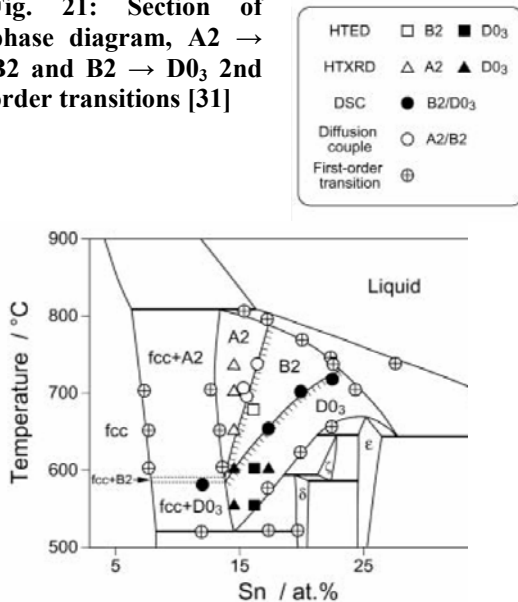 Fig. 21: Section of
phase diagram, A2 →
B2 and B2 → D0₃ 2nd
order transitions [31]
HTED B2 D0₃
HTXRD A2 D0₃
DSC B2/D0₃
Diffusion
couple A2/B2
First-order
transition
900
800
700
600
500
Temperature / °C
Liquid
A2
fcc+A2
B2
D0₃
fcc
fcc+B2
fcc+D0₃
ε
ζ
δ
5 15 25
Sn / at.%